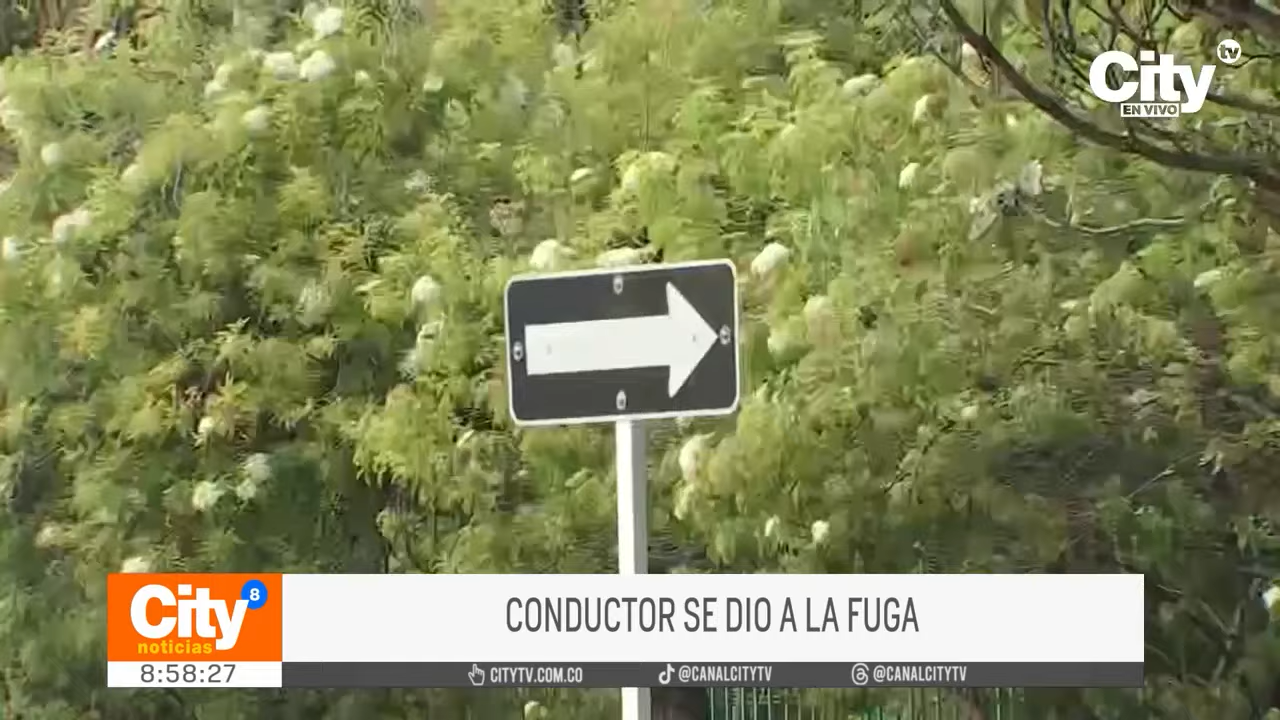 City tv
EN VIVO
City 8
noticias
CONDUCTOR SE DIO A LA FUGA
8:58:27
CITYTV.COM.CO
@CANALCITYTV
@CANALCITYTV